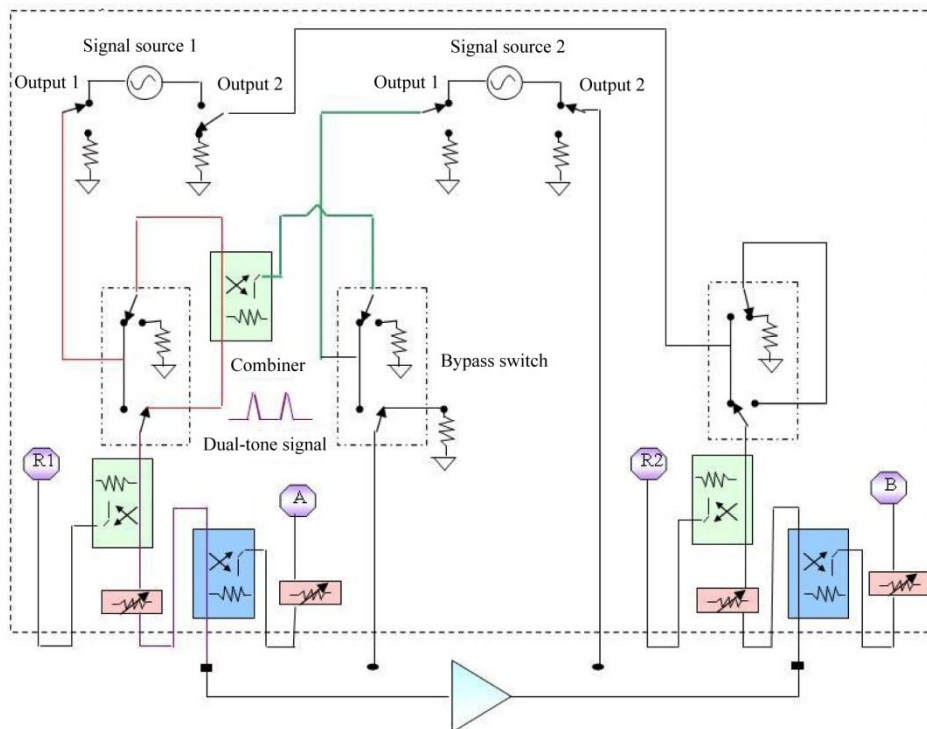 Signal source 1
Signal source 2
Output 1
Output 2
Output 1
Output 2
Combiner
Bypass switch
Dual-tone signal
R1
A
R2
B